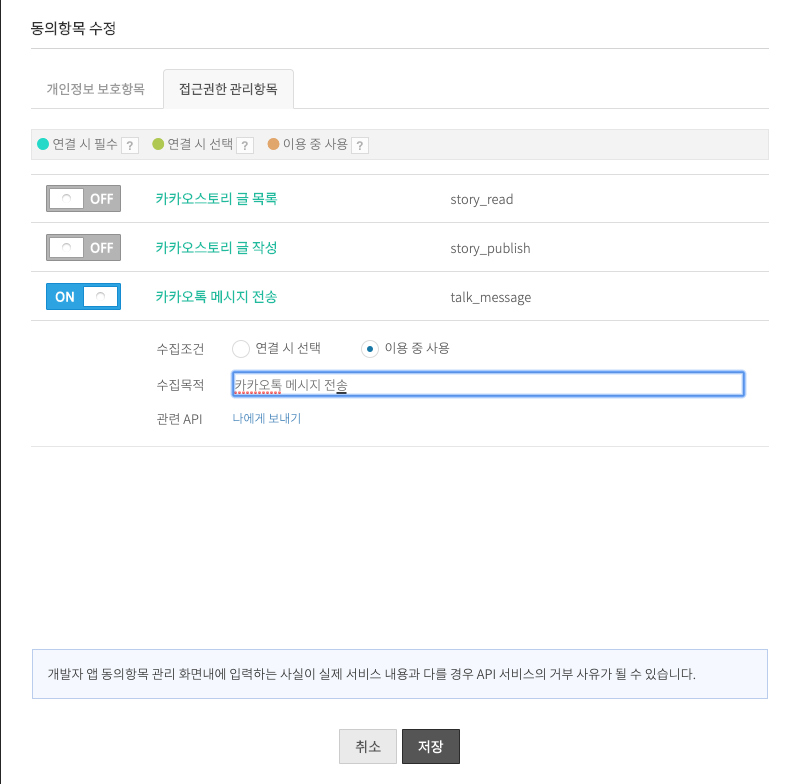 동의항목 수정
개인정보 보호항목 접근권한 관리항목
연결 시 필수 ? 연결 시 선택 ? 이용 중 사용 ?
OFF 카카오스토리 글 목록 story_read
OFF 카카오스토리 글 작성 story_publish
ON 카카오톡 메시지 전송 talk_message
수집조건 연결 시 선택 이용 중 사용
수집목적 카카오톡 메시지 전송
관련 API 나에게 보내기
개발자 앱 동의항목 관리 화면내에 입력하는 사실이 실제 서비스 내용과 다를 경우 API 서비스의 거부 사유가 될 수 있습니다.
취소 저장